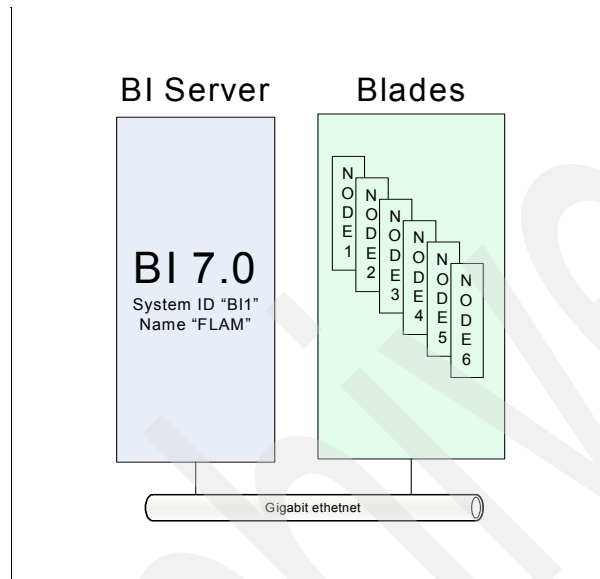 BI Server
Blades
BI 7.0
System ID “BI1”
Name “FLAM”
NODE1
NODE2
NODE3
NODE4
NODE5
NODE6
Gigabit ethetnet